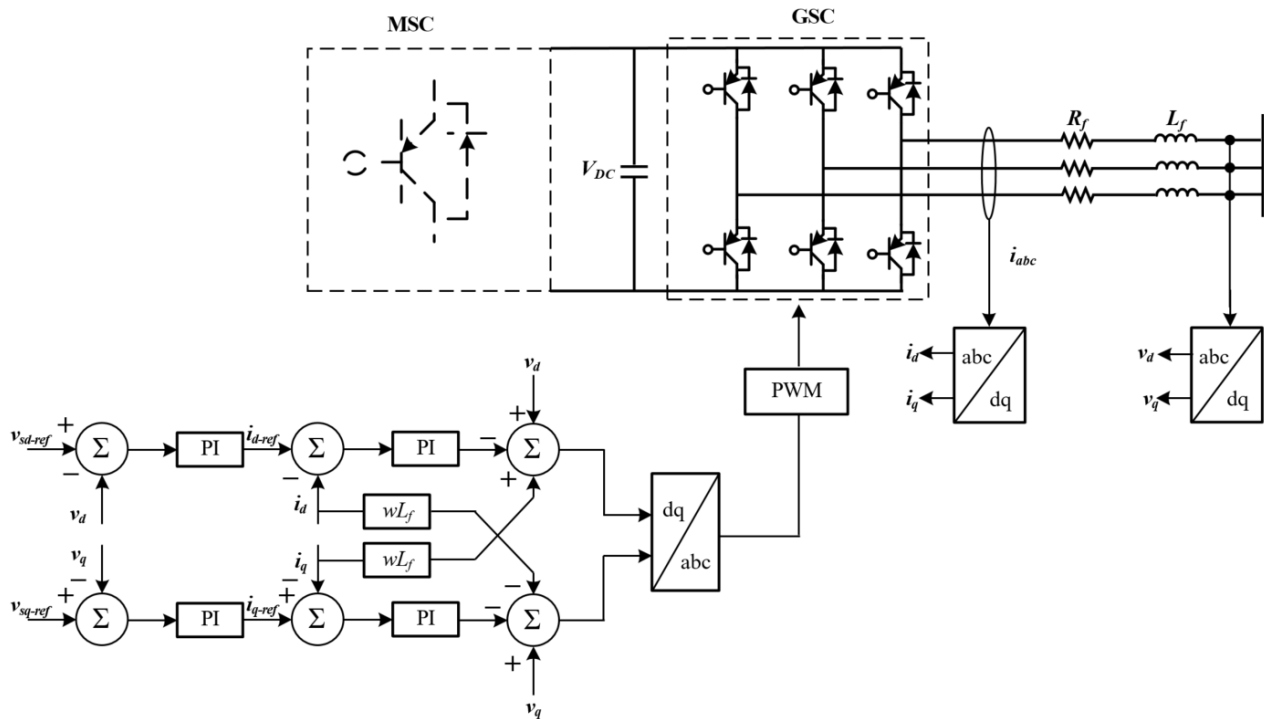 MSC
GSC
V_DC
R_f
L_f
i_abc
i_d
i_q
abc
dq
v_d
v_q
abc
dq
PWM
v_d
v_sd-ref
+
−
Σ
PI
i_d-ref
−
Σ
PI
−
+
+
Σ
v_d
i_d
wL_f
v_q
i_q
wL_f
dq
abc
v_sq-ref
+
−
Σ
PI
i_q-ref
+
−
Σ
PI
−
−
+
Σ
v_q